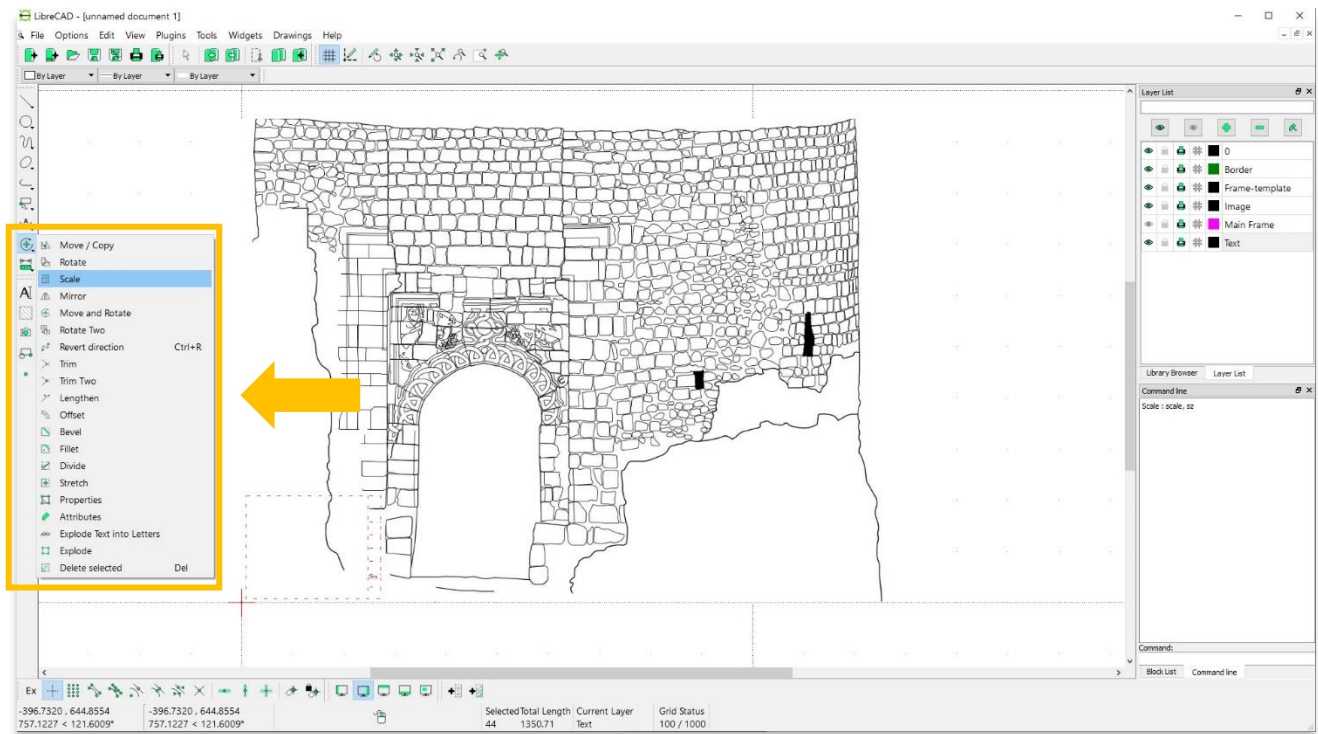 LibreCAD - [unnamed document 1]
File Options Edit View Plugins Tools Widgets Drawings Help
By Layer By Layer By Layer
Layer List
0
Border
Frame-template
Image
Main Frame
Text
Library Browser Layer List
Command line
Scale : scale, sz
Command:
Block List Command line
Move / Copy
Rotate
Scale
Mirror
Move and Rotate
Rotate Two
Revert direction Ctrl+R
Trim
Trim Two
Lengthen
Offset
Bevel
Fillet
Divide
Stretch
Properties
Attributes
Explode Text into Letters
Explode
Delete selected Del
Ex
-396.7320 , 644.8554 -396.7320 , 644.8554 Selected Total Length Current Layer Grid Status
757.1227 < 121.6009° 757.1227 < 121.6009° 44 1350.71 Text 100 / 1000